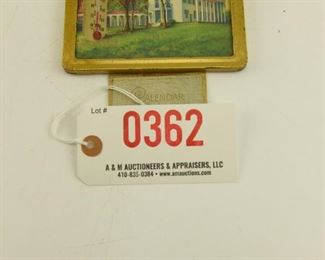 CALENDAR
Lot #
0362
A & M AUCTIONEERS & APPRAISERS, LLC
410-835-0384 • www.amauctions.com